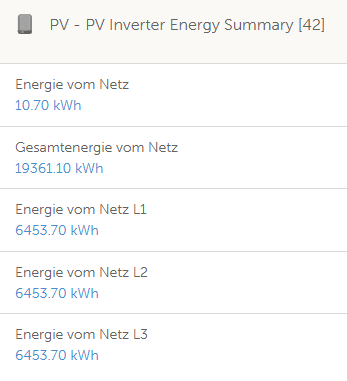 PV - PV Inverter Energy Summary [42]
Energie vom Netz
10.70 kWh
Gesamtenergie vom Netz
19361.10 kWh
Energie vom Netz L1
6453.70 kWh
Energie vom Netz L2
6453.70 kWh
Energie vom Netz L3
6453.70 kWh